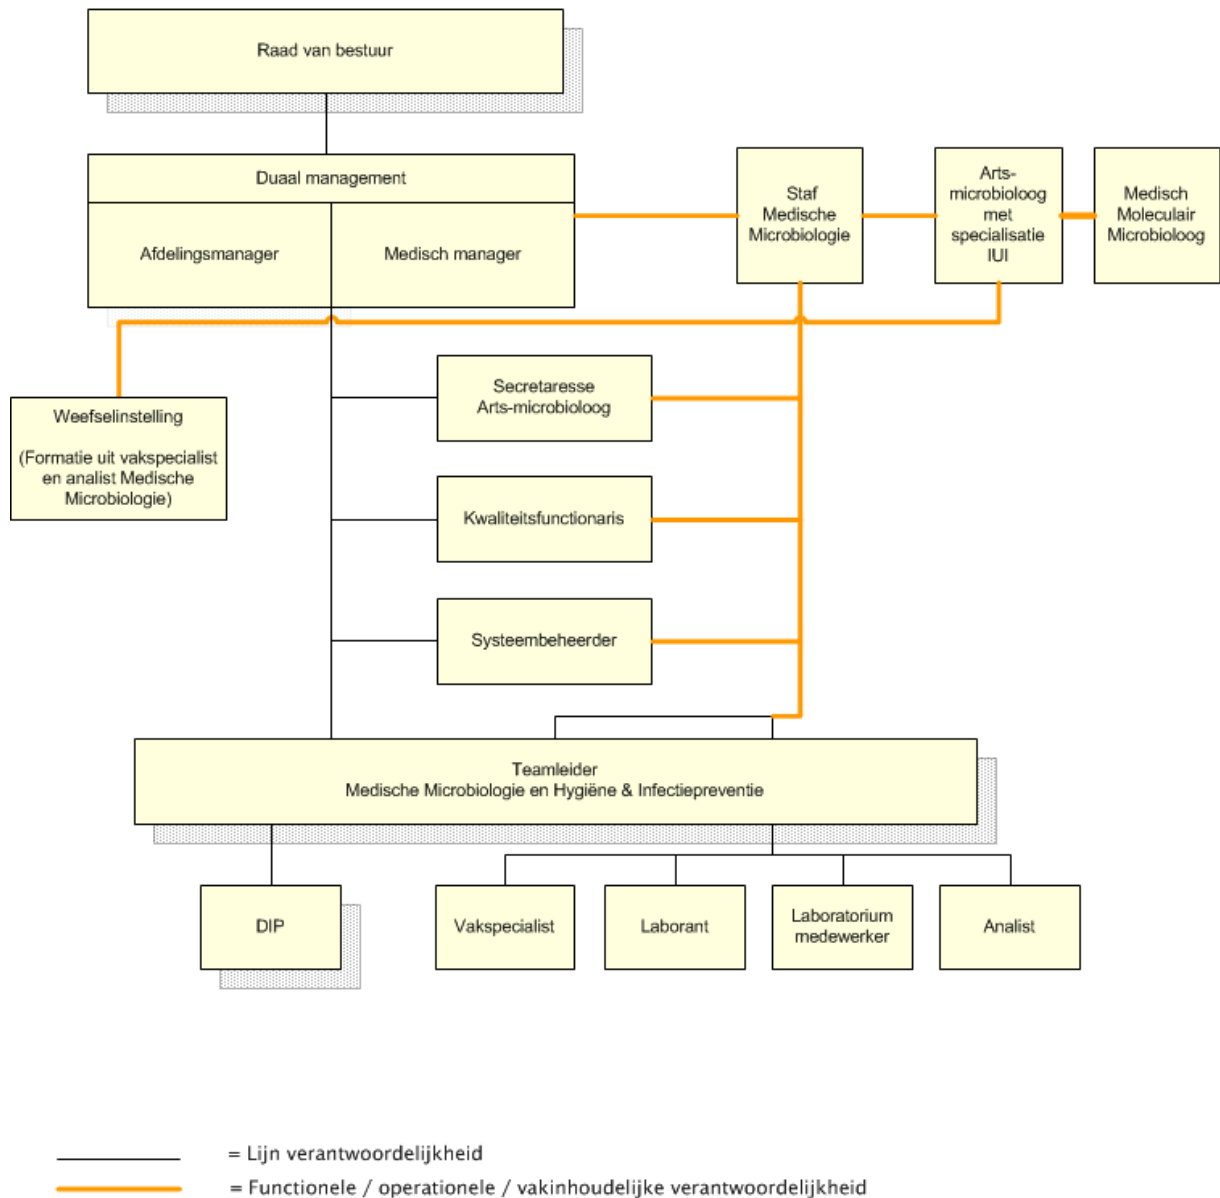 Raad van bestuur
Duaal management
Afdelingsmanager
Medisch manager
Staf
Medische
Microbiologie
Arts-
microbioloog
met
specialisatie
IUI
Medisch
Moleculair
Microbioloog
Weefselinstelling
(Formatie uit vakspecialist
en analist Medische
Microbiologie)
Secretaresse
Arts-microbioloog
Kwaliteitsfunctionaris
Systeembeheerder
Teamleider
Medische Microbiologie en Hygiëne & Infectiepreventie
DIP
Vakspecialist
Laborant
Laboratorium
medewerker
Analist
= Lijn verantwoordelijkheid
= Functionele / operationele / vakinhoudelijke verantwoordelijkheid